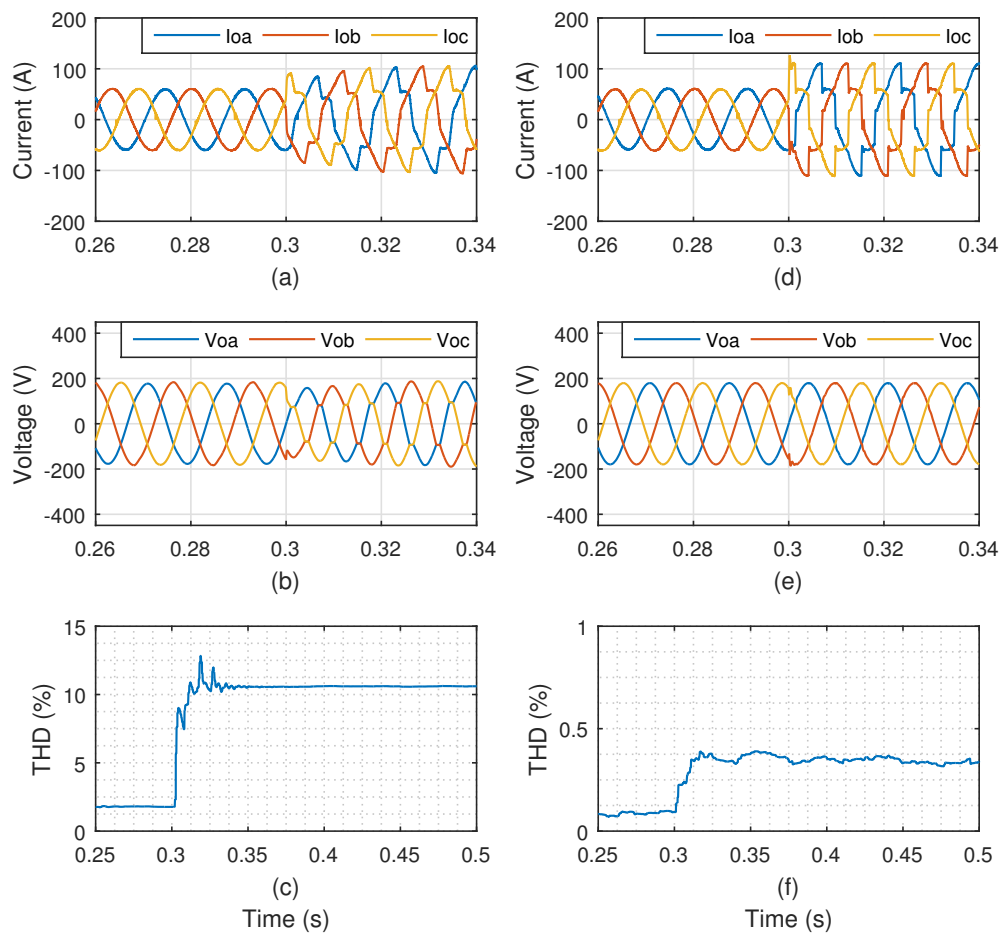 200
100
0
-100
-200
Current (A)
Ioa Iob Ioc
0.26 0.28 0.3 0.32 0.34
(a)
200
100
0
-100
-200
Current (A)
Ioa Iob Ioc
0.26 0.28 0.3 0.32 0.34
(d)
400
200
0
-200
-400
Voltage (V)
Voa Vob Voc
0.26 0.28 0.3 0.32 0.34
(b)
400
200
0
-200
-400
Voltage (V)
Voa Vob Voc
0.26 0.28 0.3 0.32 0.34
(e)
15
10
5
0
THD (%)
0.25 0.3 0.35 0.4 0.45 0.5
(c)
Time (s)
1
0.5
0
THD (%)
0.25 0.3 0.35 0.4 0.45 0.5
(f)
Time (s)